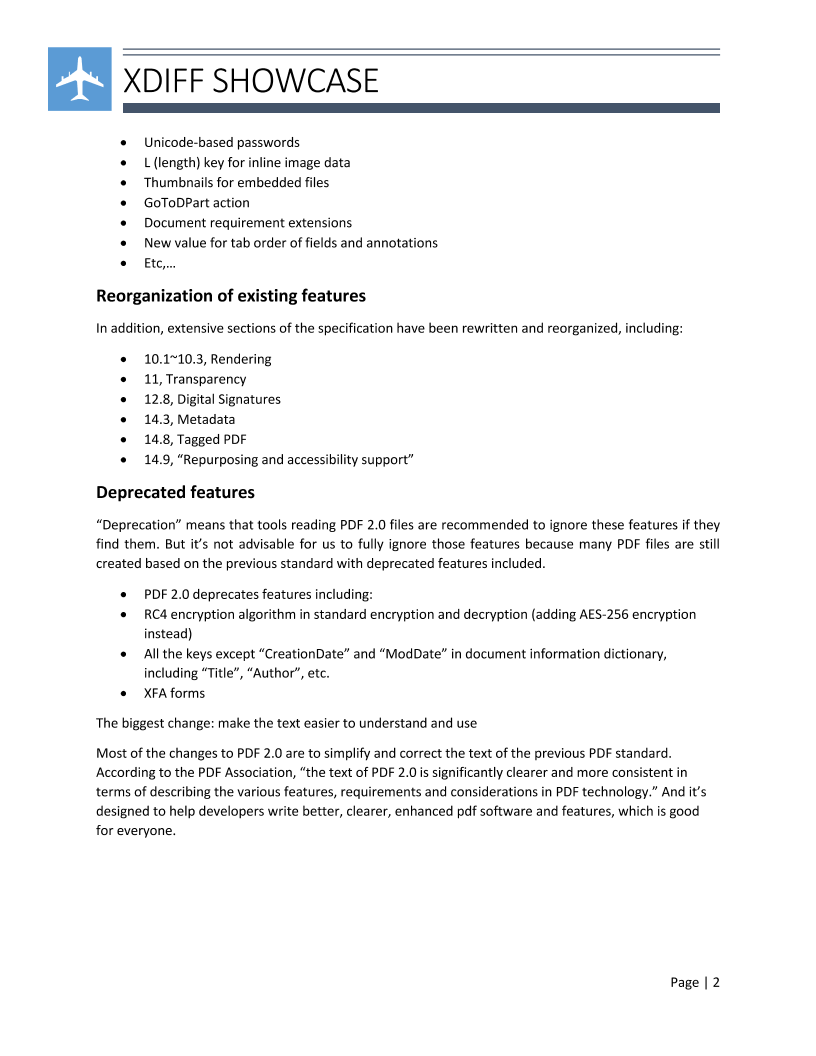 XDIFF SHOWCASE
• Unicode-based passwords
• L (length) key for inline image data
• Thumbnails for embedded files
• GoToDPart action
• Document requirement extensions
• New value for tab order of fields and annotations
• Etc,…
Reorganization of existing features
In addition, extensive sections of the specification have been rewritten and reorganized, including:
• 10.1~10.3, Rendering
• 11, Transparency
• 12.8, Digital Signatures
• 14.3, Metadata
• 14.8, Tagged PDF
• 14.9, “Repurposing and accessibility support”
Deprecated features
“Deprecation” means that tools reading PDF 2.0 files are recommended to ignore these features if they
find them. But it’s not advisable for us to fully ignore those features because many PDF files are still
created based on the previous standard with deprecated features included.
• PDF 2.0 deprecates features including:
• RC4 encryption algorithm in standard encryption and decryption (adding AES-256 encryption
instead)
• All the keys except “CreationDate” and “ModDate” in document information dictionary,
including “Title”, “Author”, etc.
• XFA forms
The biggest change: make the text easier to understand and use
Most of the changes to PDF 2.0 are to simplify and correct the text of the previous PDF standard.
According to the PDF Association, “the text of PDF 2.0 is significantly clearer and more consistent in
terms of describing the various features, requirements and considerations in PDF technology.” And it’s
designed to help developers write better, clearer, enhanced pdf software and features, which is good
for everyone.
Page | 2